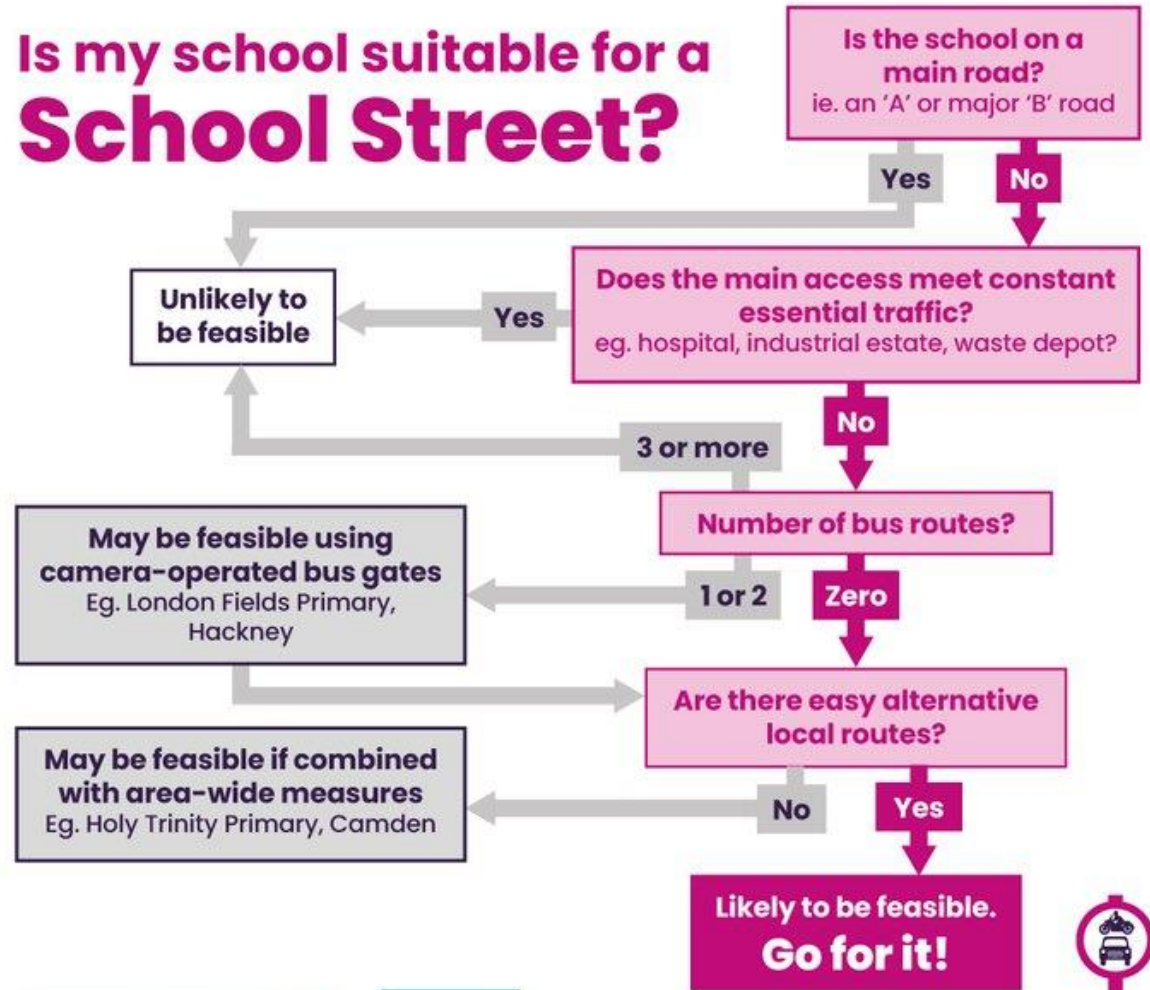 Is my school suitable for a
School Street?
Is the school on a
main road?
ie. an ‘A’ or major ‘B’ road
Yes
No
Does the main access meet constant
essential traffic?
eg. hospital, industrial estate, waste depot?
Yes
Unlikely to
be feasible
No
3 or more
Number of bus routes?
1 or 2
Zero
May be feasible using
camera-operated bus gates
Eg. London Fields Primary,
Hackney
Are there easy alternative
local routes?
No
Yes
May be feasible if combined
with area-wide measures
Eg. Holy Trinity Primary, Camden
Likely to be feasible.
Go for it!